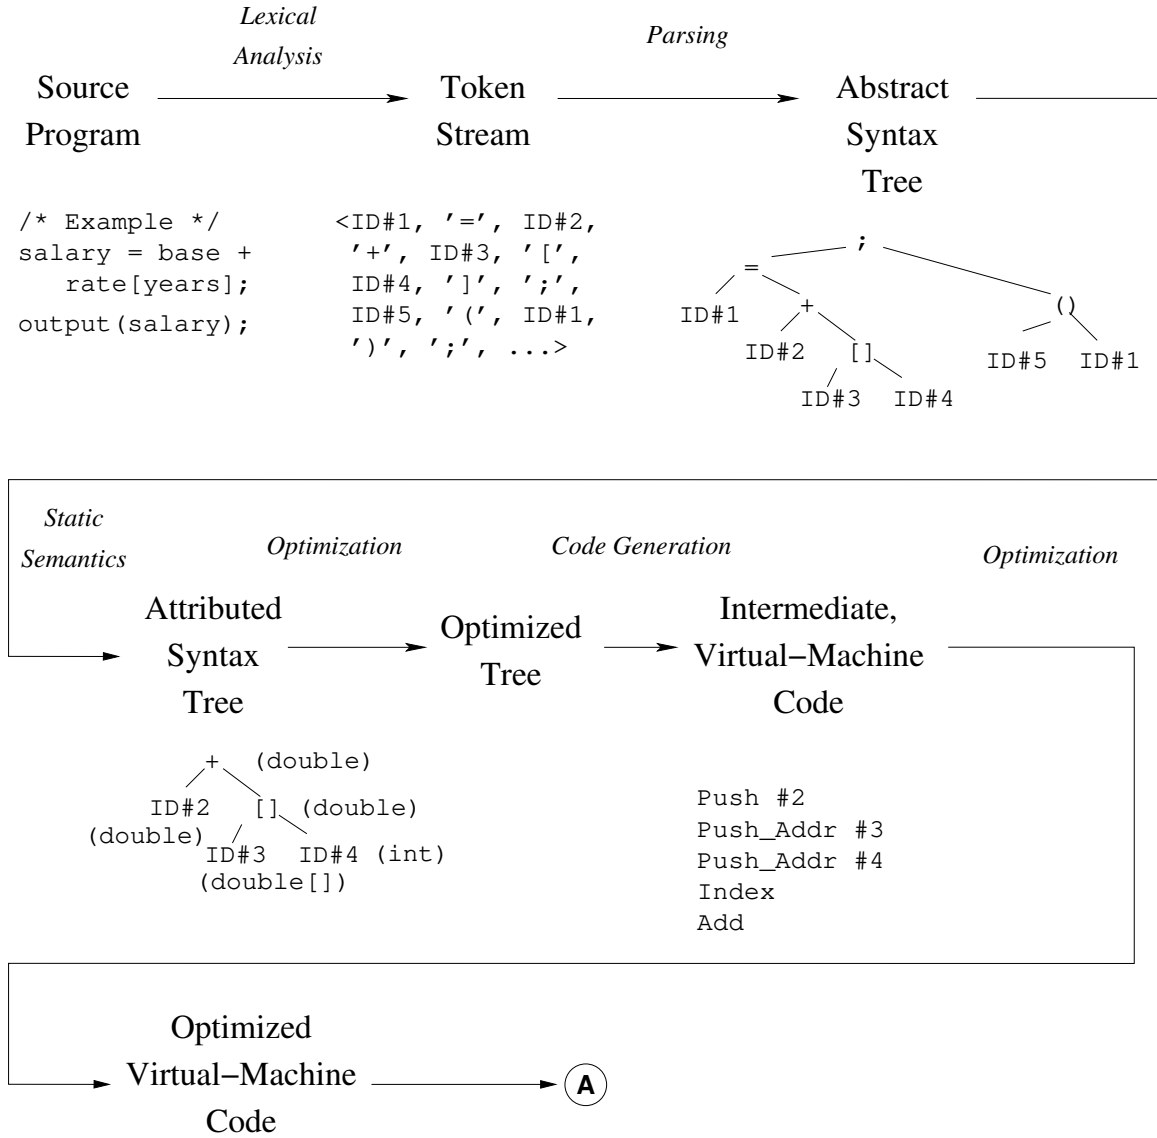 Lexical
Analysis
Parsing
Source
Program
Token
Stream
Abstract
Syntax
Tree
/* Example */
salary = base +
rate[years];
output(salary);
<ID#1, '=', ID#2,
'+', ID#3, '[',
ID#4, ']', ';',
ID#5, '(', ID#1,
')', ';', ...>
;
= ()
ID#1 + ID#5 ID#1
ID#2 []
ID#3 ID#4
Static
Semantics
Optimization
Code Generation
Optimization
Attributed
Syntax
Tree
Optimized
Tree
Intermediate,
Virtual−Machine
Code
+ (double)
ID#2 [] (double)
(double)
ID#3 ID#4 (int)
(double[])
Push #2
Push_Addr #3
Push_Addr #4
Index
Add
Optimized
Virtual−Machine
Code
A